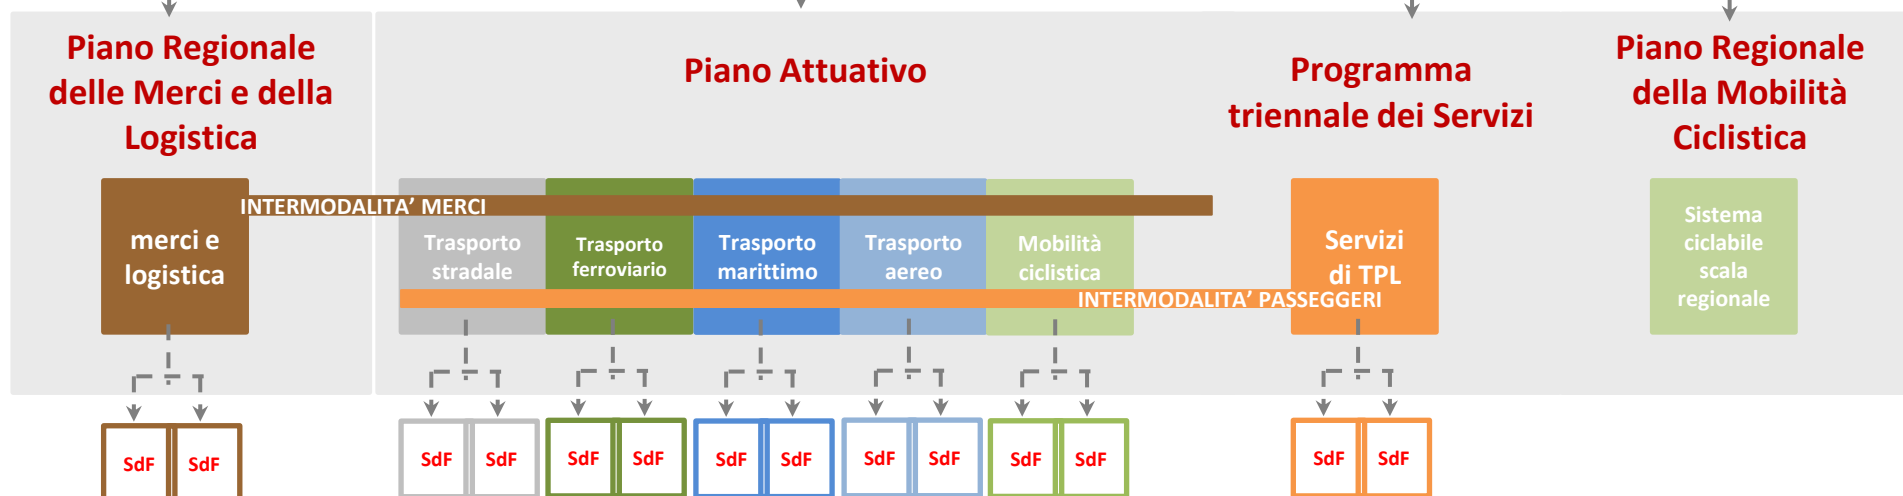 Piano Regionale
delle Merci e della
Logistica
Piano Attuativo
Programma
triennale dei Servizi
Piano Regionale
della Mobilità
Ciclistica
INTERMODALITA' MERCI
merci e
logistica
Trasporto
stradale
Trasporto
ferroviario
Trasporto
marittimo
Trasporto
aereo
Mobilità
ciclistica
Servizi
di TPL
Sistema
ciclabile
scala
regionale
INTERMODALITA' PASSEGGERI
SdF SdF
SdF SdF
SdF SdF
SdF SdF
SdF SdF
SdF SdF
SdF SdF